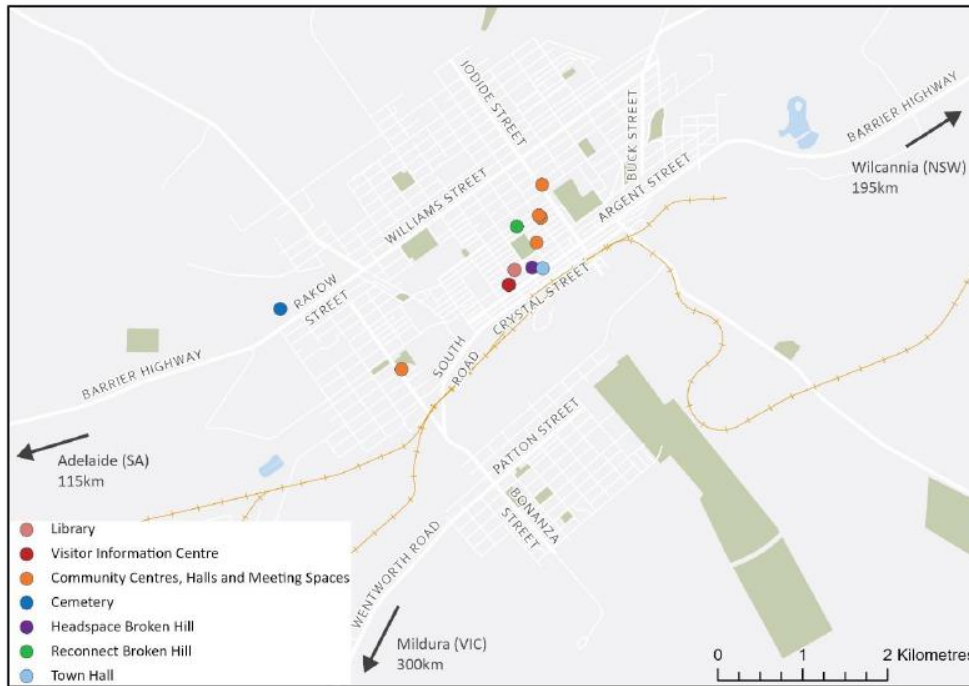 IODIDE STREET
BUCK STREET
BARRIER HIGHWAY
Wilcannia (NSW)
195km
ARGENT STREET
WILLIAMS STREET
CRYSTAL STREET
RAKOW
STREET
SOUTH
ROAD
BARRIER HIGHWAY
PATTON STREET
Adelaide (SA)
115km
BONANZA
STREET
WENTWORTH ROAD
Mildura (VIC)
300km
Library
Visitor Information Centre
Community Centres, Halls and Meeting Spaces
Cemetery
Headspace Broken Hill
Reconnect Broken Hill
Town Hall
0 1 2 Kilometres